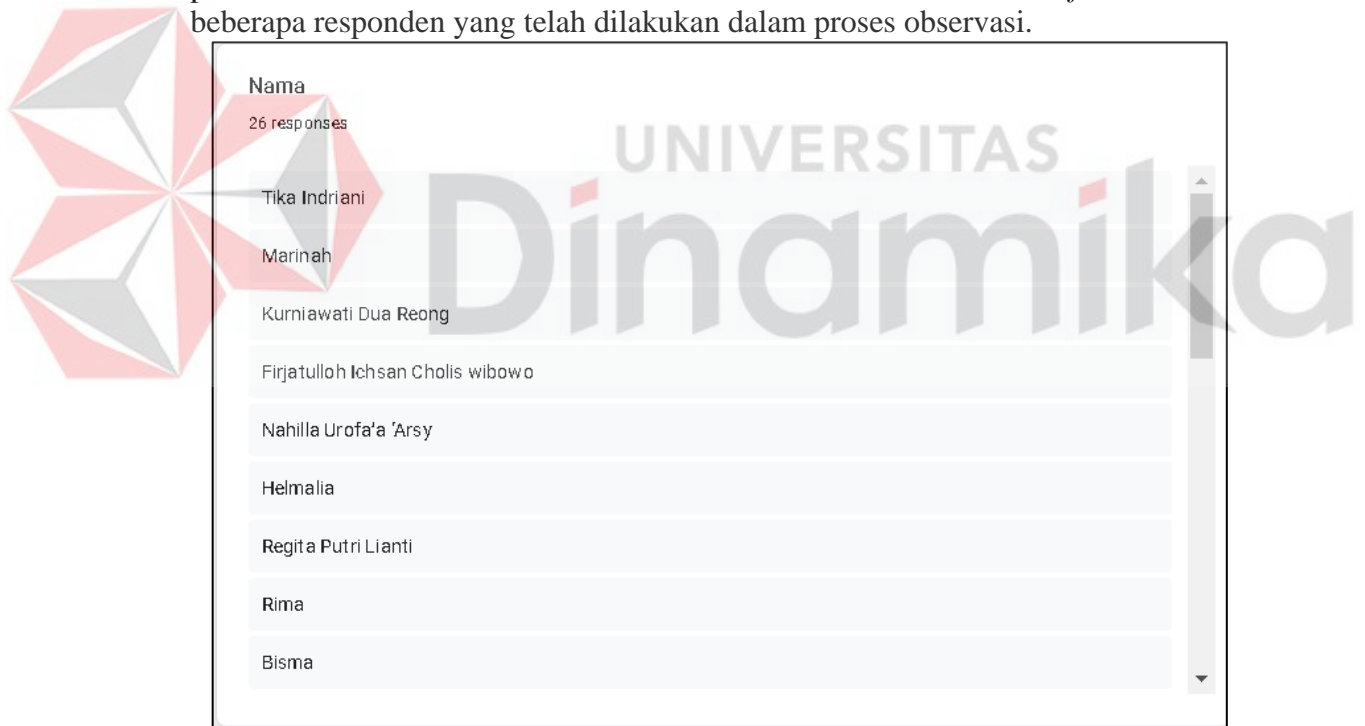 beberapa responden yang telah dilakukan dalam proses observasi.
Nama
26 responses
UNIVERSITAS
Dinamika
Tika Indriani
Marinah
Kurniawati Dua Reong
Firjatulloh Ichsan Cholis wibowo
Nahilla Urofa'a 'Arsy
Helmalia
Regita Putri Lianti
Rima
Bisma